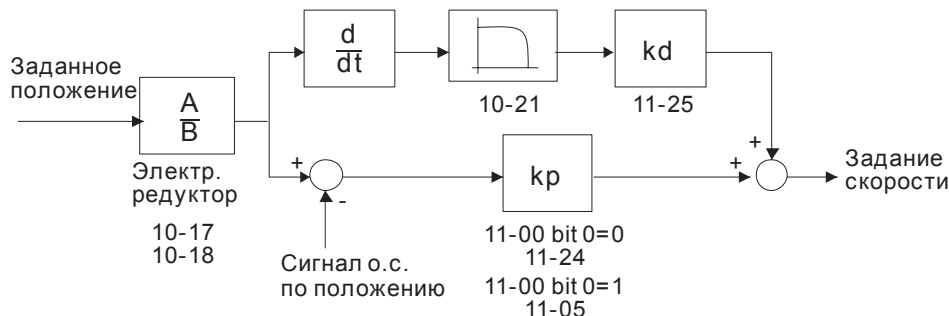 d
dt
kd
10-21
11-25
Заданное
положение
A
B
Электр.
редуктор
10-17
10-18
+
-
Сигнал о.с.
по положению
kp
11-00 bit 0=0
11-24
11-00 bit 0=1
11-05
+
+
Задание
скорости